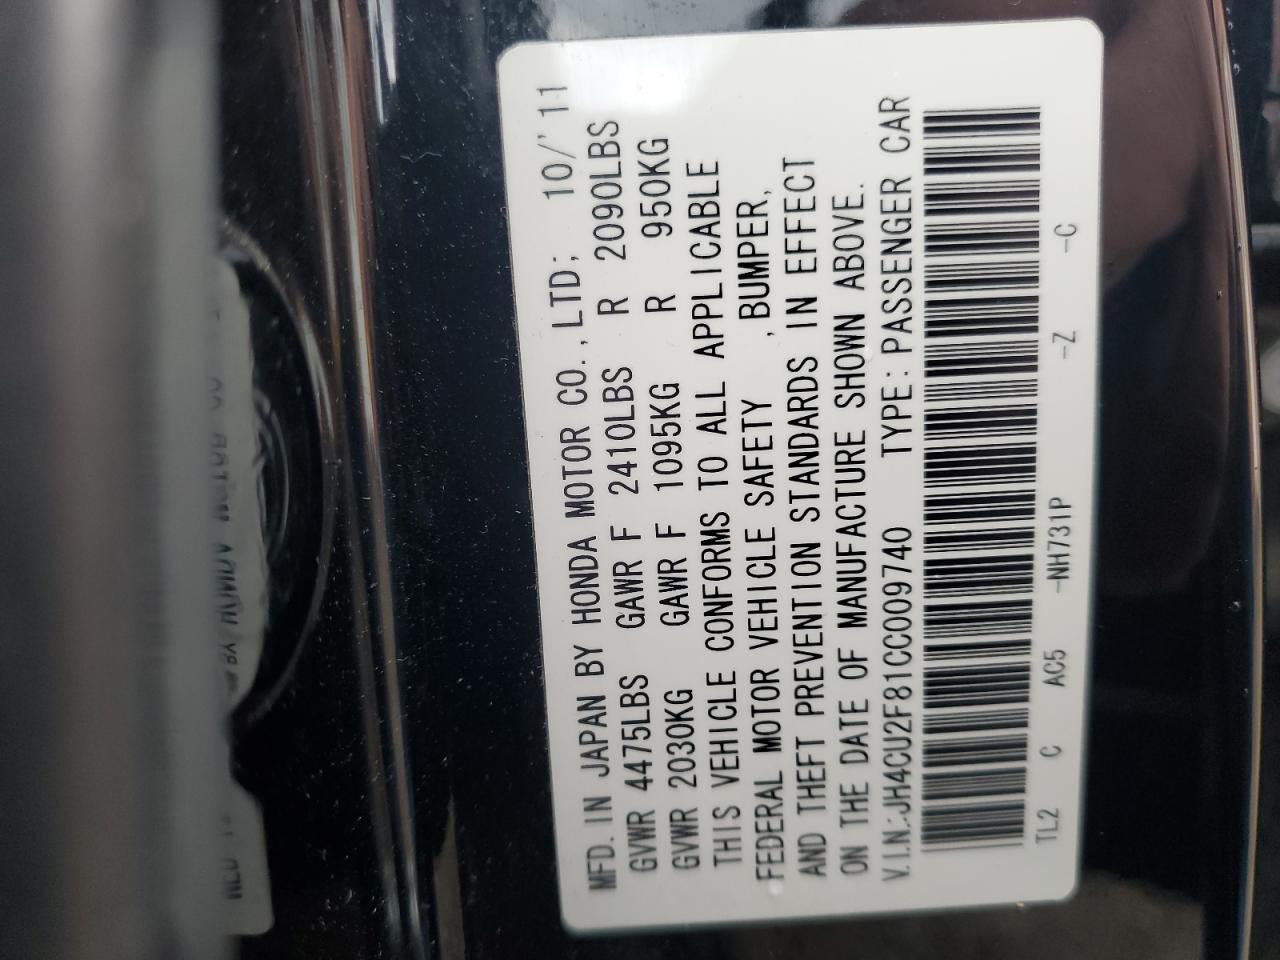 MFD. IN JAPAN BY HONDA MOTOR CO., LTD; 10/'11
GVWR 4475LBS GAWR F 2410LBS R 2090LBS
GVWR 2030KG GAWR F 1095KG R 950KG
THIS VEHICLE CONFORMS TO ALL APPLICABLE
FEDERAL MOTOR VEHICLE SAFETY , BUMPER,
AND THEFT PREVENTION STANDARDS IN EFFECT
ON THE DATE OF MANUFACTURE SHOWN ABOVE.
V.I.N.:JH4CU2F81CC009740 TYPE: PASSENGER CAR
TL2 C AC5 -NH731P -Z -C